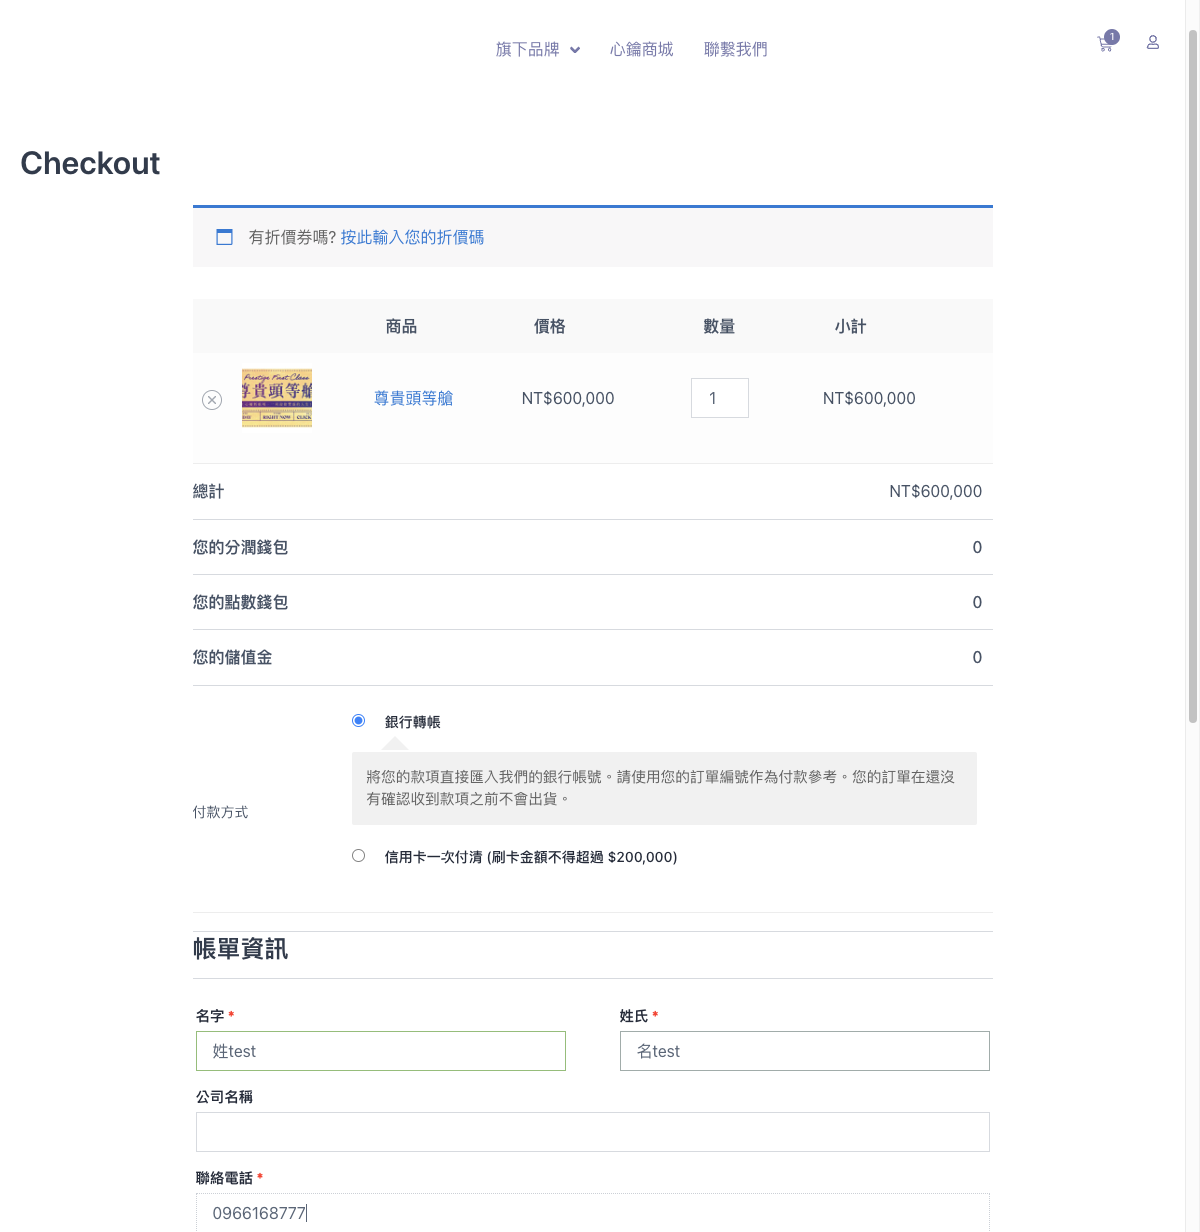 旗下品牌 心鑰商城 聯繫我們 1
Checkout
有折價券嗎? 按此輸入您的折價碼
商品 價格 數量 小計
Prestige First Class
尊貴頭等艙
RIGHT NOW
尊貴頭等艙 NT$600,000 1 NT$600,000
總計 NT$600,000
您的分潤錢包 0
您的點數錢包 0
您的儲值金 0
付款方式
銀行轉帳
將您的款項直接匯入我們的銀行帳號。請使用您的訂單編號作為付款參考。您的訂單在還沒
有確認收到款項之前不會出貨。
信用卡一次付清 (刷卡金額不得超過 $200,000)
帳單資訊
名字 * 姓氏 *
姓test 名test
公司名稱
聯絡電話 *
0966168777